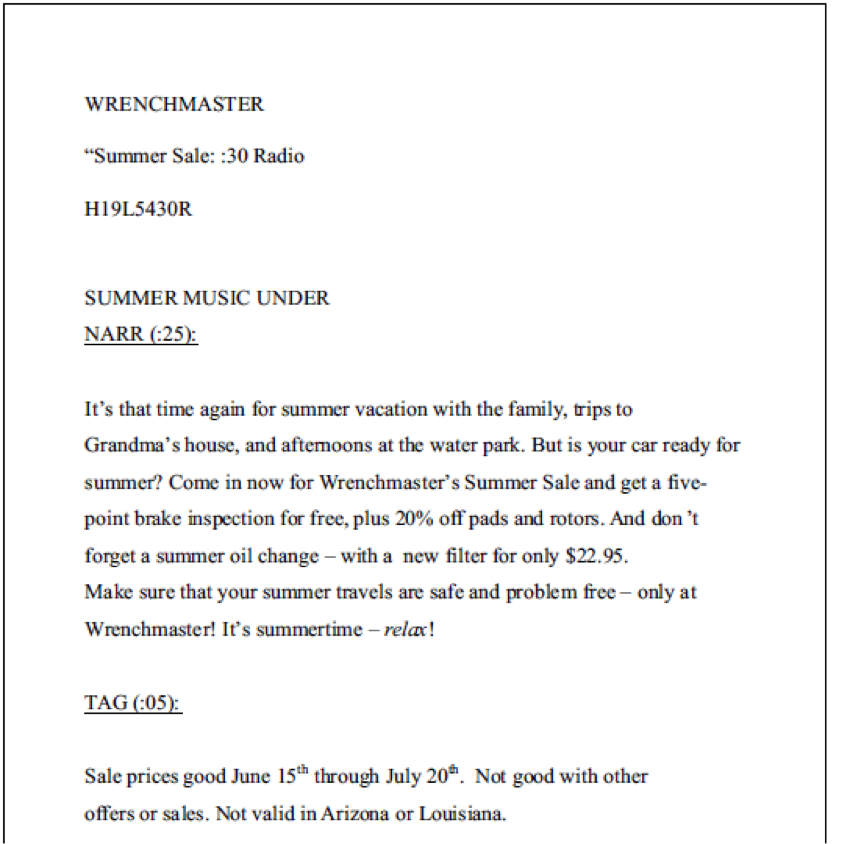 WRENCHMASTER
“Summer Sale: :30 Radio
H19L5430R
SUMMER MUSIC UNDER
NARR (:25):
It’s that time again for summer vacation with the family, trips to
Grandma’s house, and afternoons at the water park. But is your car ready for
summer? Come in now for Wrenchmaster’s Summer Sale and get a five-
point brake inspection for free, plus 20% off pads and rotors. And don’t
forget a summer oil change – with a new filter for only $22.95.
Make sure that your summer travels are safe and problem free – only at
Wrenchmaster! It’s summertime – relax!
TAG (:05):
Sale prices good June 15th through July 20th. Not good with other
offers or sales. Not valid in Arizona or Louisiana.